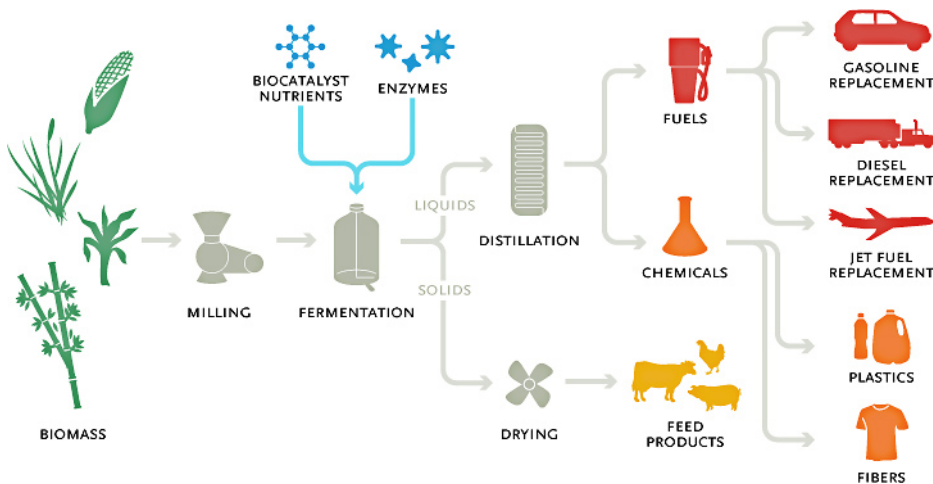 BIOCATALYST
NUTRIENTS
ENZYMES
FUELS
GASOLINE
REPLACEMENT
DIESEL
REPLACEMENT
LIQUIDS
DISTILLATION
CHEMICALS
JET FUEL
REPLACEMENT
SOLIDS
MILLING
FERMENTATION
PLASTICS
BIOMASS
DRYING
FEED
PRODUCTS
FIBERS